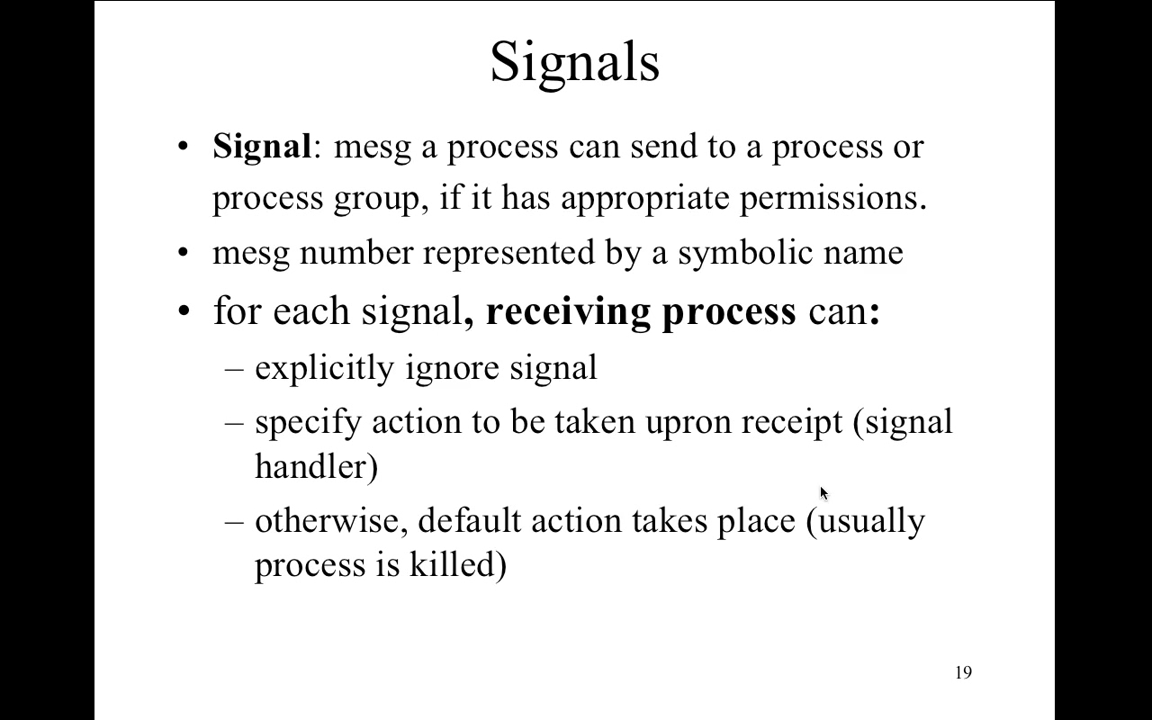 Signals
• Signal: mesg a process can send to a process or
process group, if it has appropriate permissions.
• mesg number represented by a symbolic name
• for each signal, receiving process can:
– explicitly ignore signal
– specify action to be taken upron receipt (signal
handler)
– otherwise, default action takes place (usually
process is killed)
19